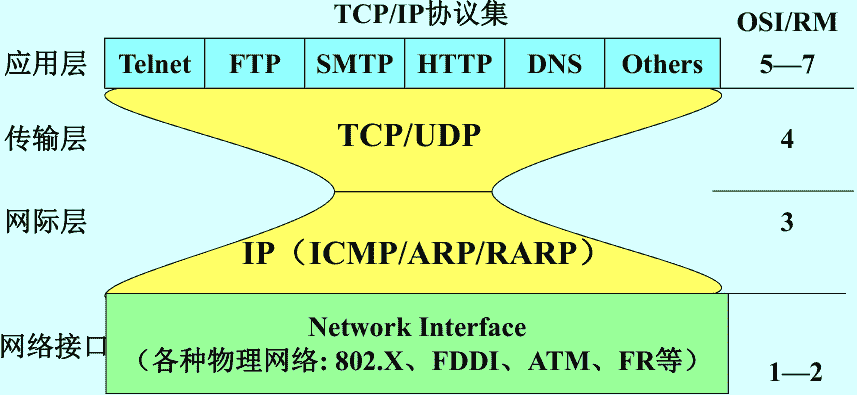 TCP/IP协议集
OSI/RM
应用层 Telnet FTP SMTP HTTP DNS Others 5—7
传输层 TCP/UDP 4
网际层 3
IP（ICMP/ARP/RARP）
Network Interface
网络接口
（各种物理网络: 802.X、FDDI、ATM、FR等）
1—2